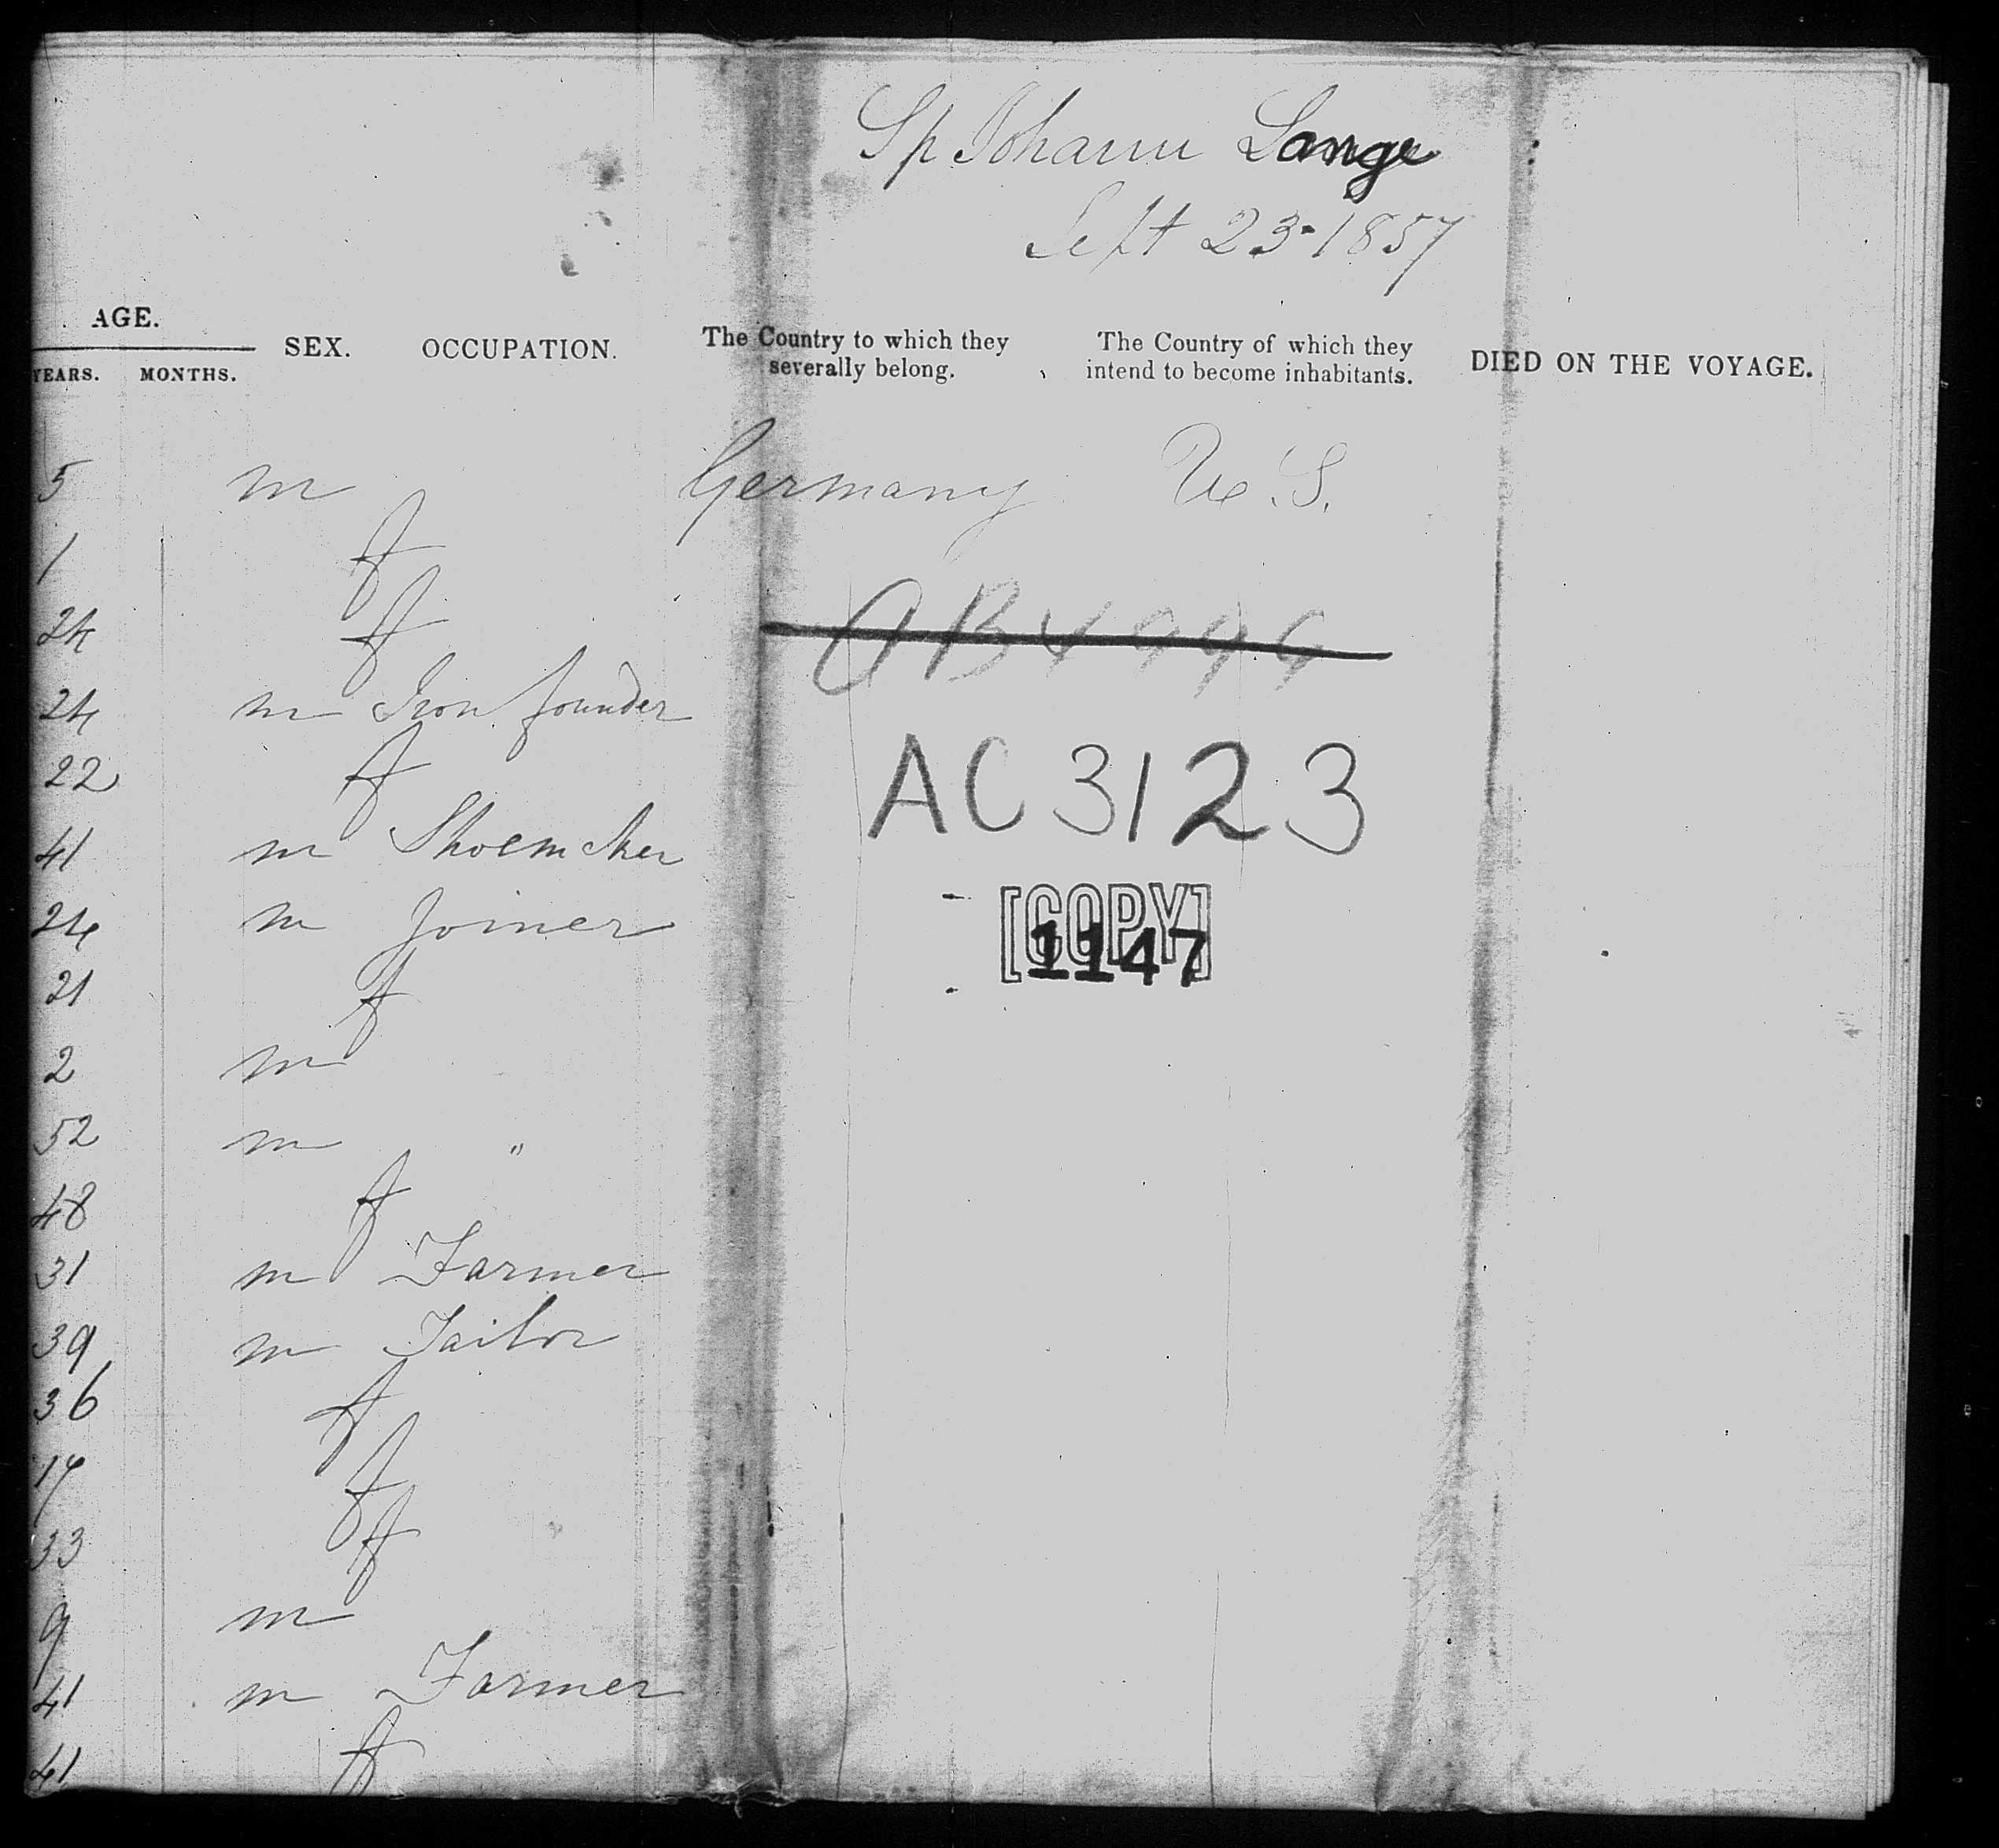 Sp Johann Lange
Sept 23-1857
AGE.
YEARS. MONTHS. SEX. OCCUPATION. The Country to which they severally belong. The Country of which they intend to become inhabitants. DIED ON THE VOYAGE.
5 m Germany U.S.
1 f
24 f
24 m Iron founder
22 f
41 m Shoemaker
24 m Joiner
21 f
2 m
52 m "
48 f
31 m Farmer
39 m Tailor
36 f
17 f
33 f
9 m
41 m Farmer
41 f
AC3123
[COPY]
1147